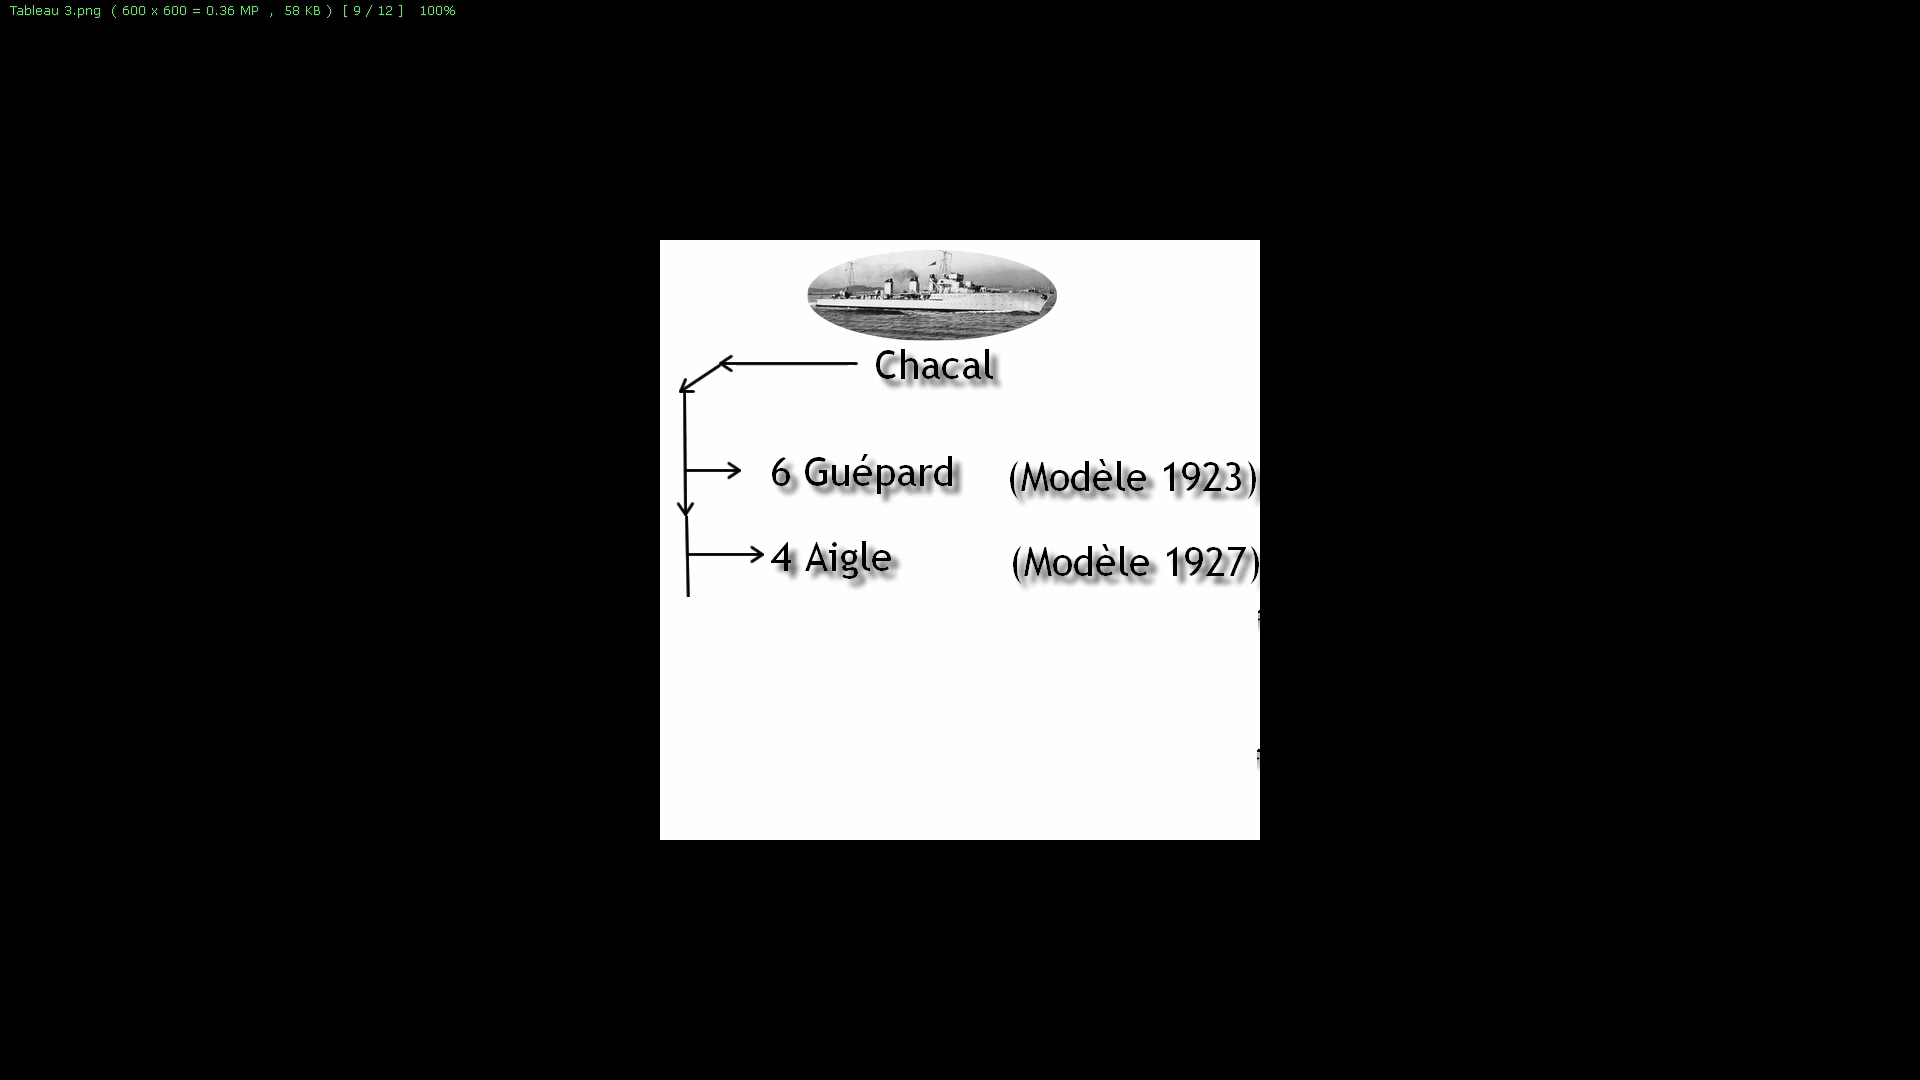 Tableau 3.png ( 600 x 600 = 0.36 MP , 58 KB ) [ 9 / 12 ] 100%
Chacal
6 Guépard (Modèle 1923)
4 Aigle (Modèle 1927)